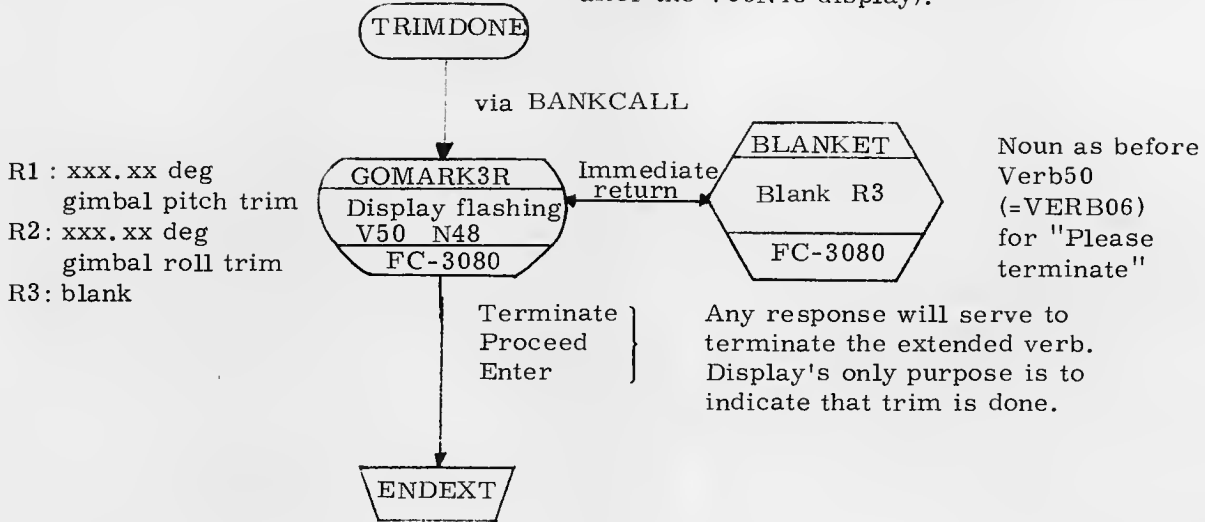 TRIMDONE
via BANKCALL
R1 : xxx. xx deg
gimbal pitch trim
R2: xxx. xx deg
gimbal roll trim
R3: blank
GOMARK3R
Display flashing
V50 N48
FC-3080
Immediate
return
BLANKET
Blank R3
FC-3080
Noun as before
Verb50
(=VERB06)
for "Please
terminate"
Terminate
Proceed
Enter
Any response will serve to
terminate the extended verb.
Display's only purpose is to
indicate that trim is done.
ENDEXT